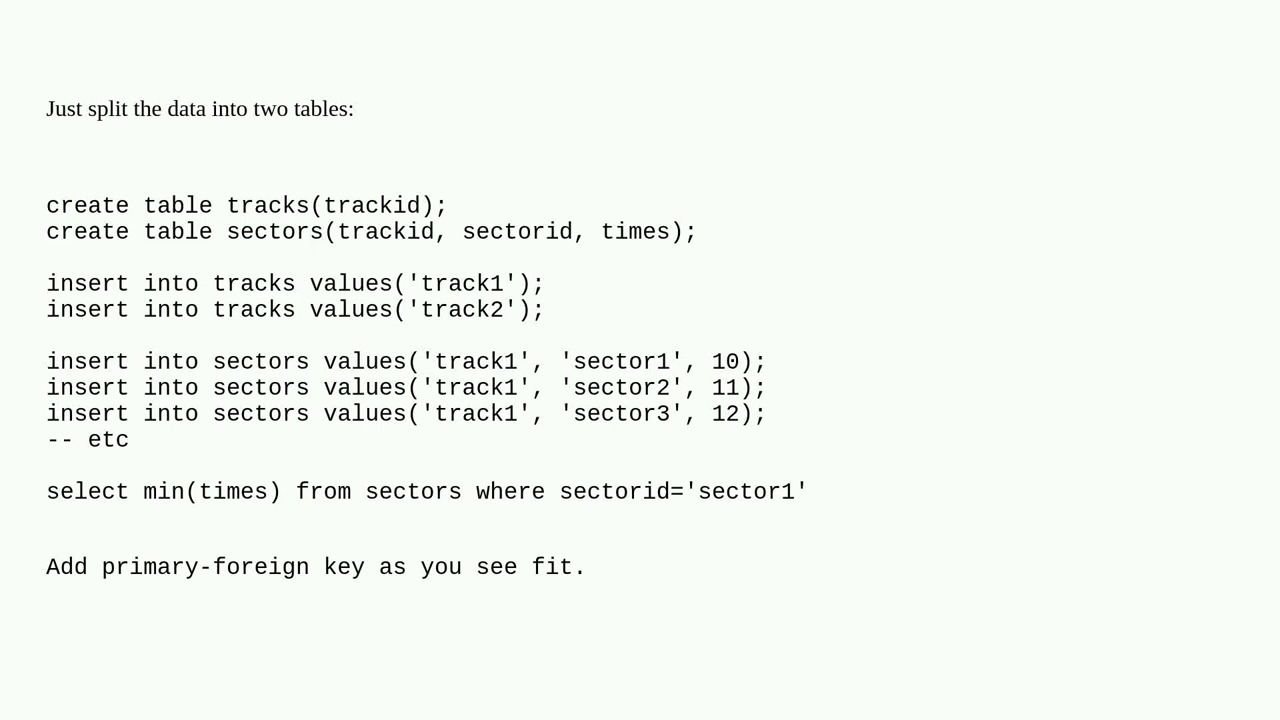 Just split the data into two tables:
create table tracks(trackid);
create table sectors(trackid, sectorid, times);
insert into tracks values('track1');
insert into tracks values('track2');
insert into sectors values('track1', 'sector1', 10);
insert into sectors values('track1', 'sector2', 11);
insert into sectors values('track1', 'sector3', 12);
-- etc
select min(times) from sectors where sectorid='sector1'
Add primary-foreign key as you see fit.